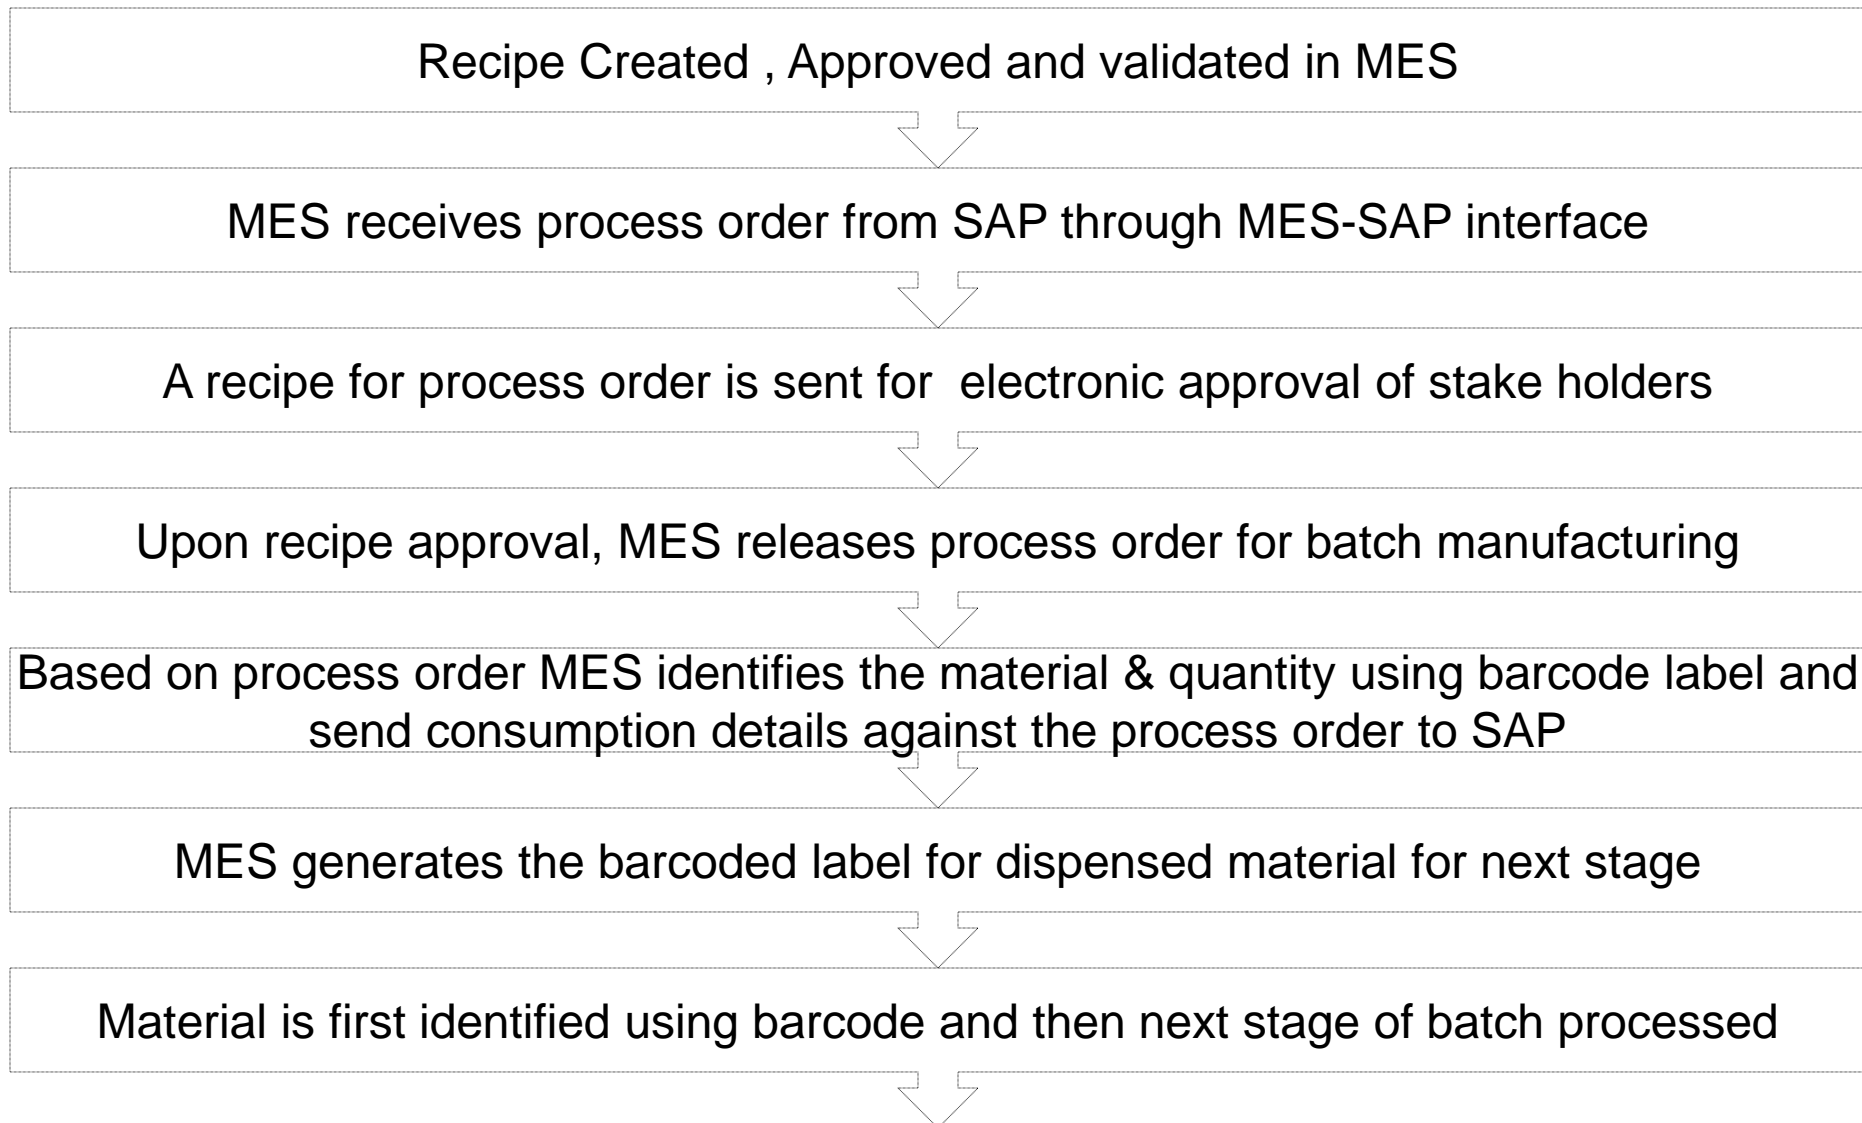 Recipe Created , Approved and validated in MES
MES receives process order from SAP through MES-SAP interface
A recipe for process order is sent for  electronic approval of stake holders
Upon recipe approval, MES releases process order for batch manufacturing
Based on process order MES identifies the material & quantity using barcode label and
send consumption details against the process order to SAP
MES generates the barcoded label for dispensed material for next stage
Material is first identified using barcode and then next stage of batch processed